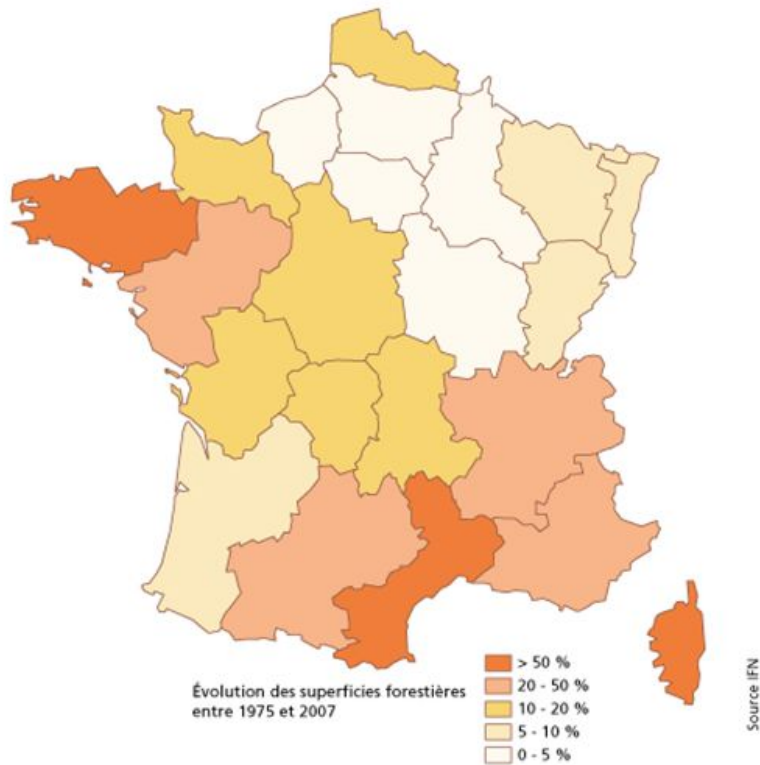 Évolution des superficies forestières
entre 1975 et 2007
> 50 %
20 - 50 %
10 - 20 %
5 - 10 %
0 - 5 %
Source IFN